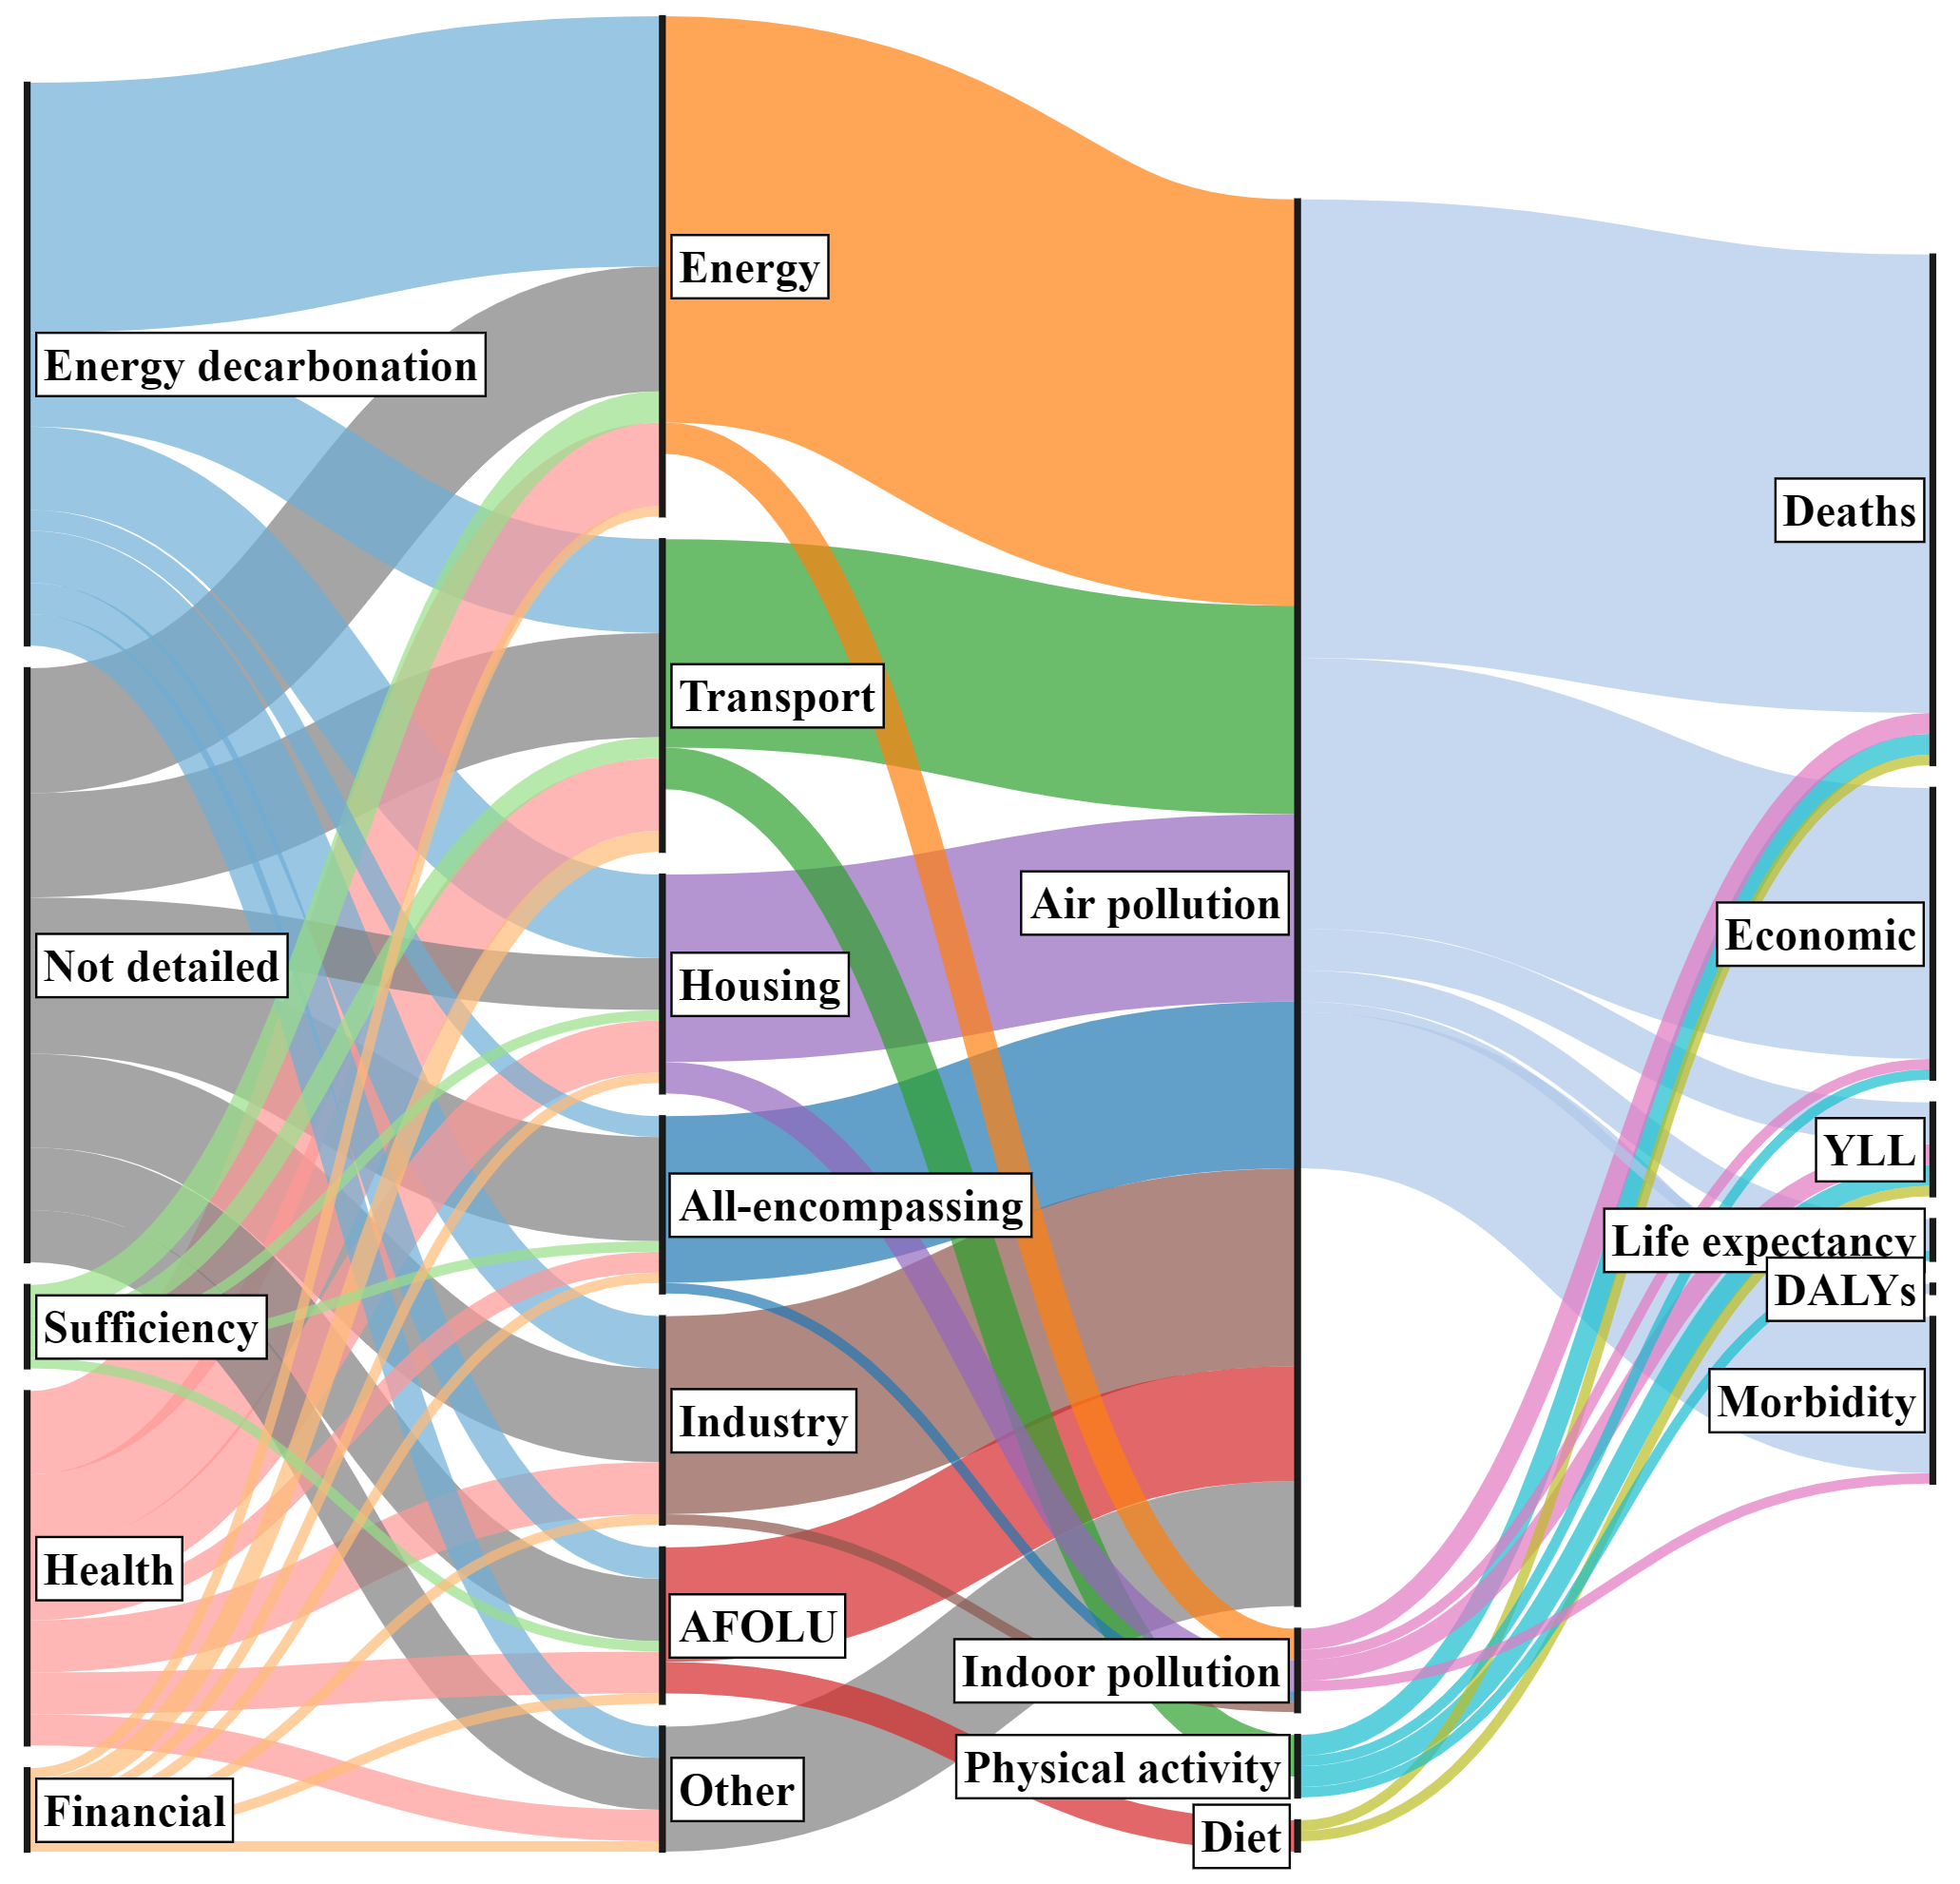 Energy decarbonation
Not detailed
Sufficiency
Health
Financial
Energy
Transport
Housing
All-encompassing
Industry
AFOLU
Other
Air pollution
Indoor pollution
Physical activity
Diet
Deaths
Economic
YLL
Life expectancy
DALYs
Morbidity